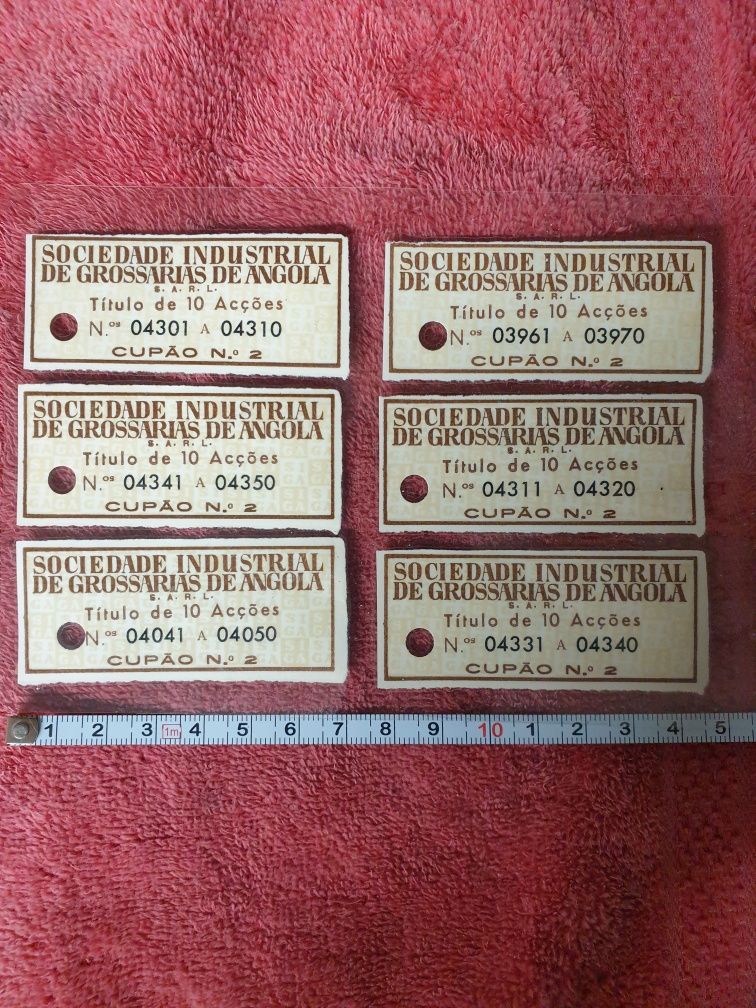 SOCIEDADE INDUSTRIAL
DE GROSSARIAS DE ANGOLA
S. A. R. L.
Título de 10 Acções
N.os 04301 A 04310
CUPÃO N.o 2
SOCIEDADE INDUSTRIAL
DE GROSSARIAS DE ANGOLA
S. A. R. L.
Título de 10 Acções
N.os 03961 A 03970
CUPÃO N.o 2
SOCIEDADE INDUSTRIAL
DE GROSSARIAS DE ANGOLA
S. A. R. L.
Título de 10 Acções
N.os 04341 A 04350
CUPÃO N.o 2
SOCIEDADE INDUSTRIAL
DE GROSSARIAS DE ANGOLA
S. A. R. L.
Título de 10 Acções
N.os 04311 A 04320
CUPÃO N.o 2
SOCIEDADE INDUSTRIAL
DE GROSSARIAS DE ANGOLA
S. A. R. L.
Título de 10 Acções
N.os 04041 A 04050
CUPÃO N.o 2
SOCIEDADE INDUSTRIAL
DE GROSSARIAS DE ANGOLA
S. A. R. L.
Título de 10 Acções
N.os 04331 A 04340
CUPÃO N.o 2
1 2 3 1m 4 5 6 7 8 9 10 1 2 3 4 5